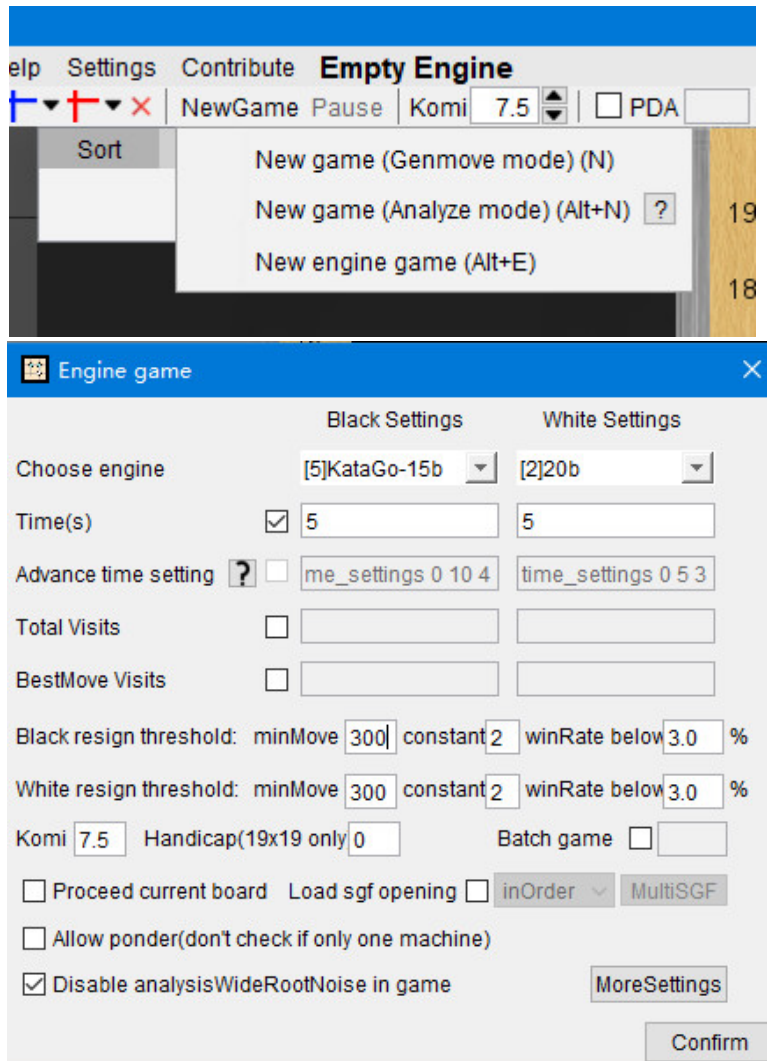 elp Settings Contribute Empty Engine
NewGame Pause Komi 7.5 PDA
Sort
New game (Genmove mode) (N)
New game (Analyze mode) (Alt+N) ?
New engine game (Alt+E)
19
18
Engine game
Black Settings White Settings
Choose engine [5]KataGo-15b [2]20b
Time(s) 5 5
Advance time setting ? me_settings 0 10 4 time_settings 0 5 3
Total Visits
BestMove Visits
Black resign threshold: minMove 300 constant 2 winRate below 3.0 %
White resign threshold: minMove 300 constant 2 winRate below 3.0 %
Komi 7.5 Handicap(19x19 only 0 Batch game
Proceed current board Load sgf opening inOrder MultiSGF
Allow ponder(don't check if only one machine)
Disable analysisWideRootNoise in game MoreSettings
Confirm